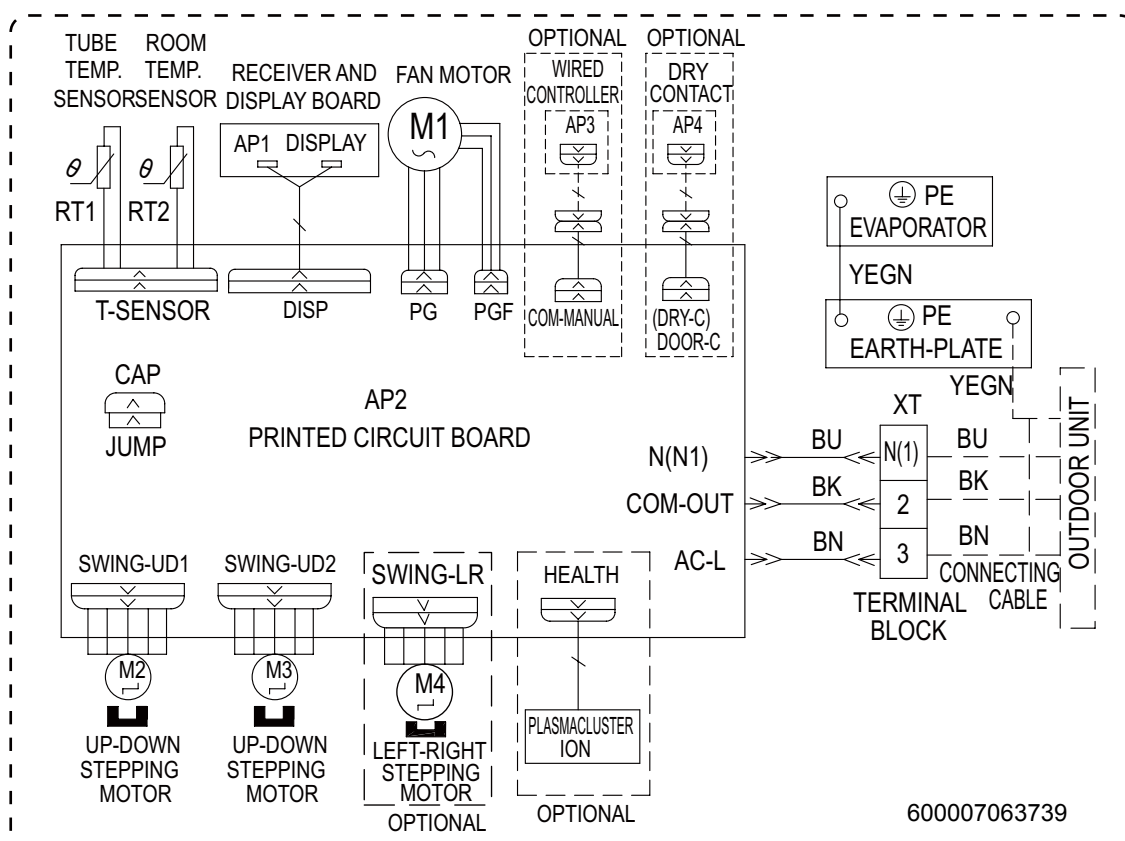 TUBE
TEMP.
SENSOR
ROOM
TEMP.
SENSOR
RECEIVER AND
DISPLAY BOARD
FAN MOTOR
OPTIONAL
WIRED
CONTROLLER
OPTIONAL
DRY
CONTACT
AP1 DISPLAY
M1
AP3
AP4
θ
RT1
θ
RT2
PE
EVAPORATOR
YEGN
PE
EARTH-PLATE
YEGN
T-SENSOR
DISP
PG
PGF
COM-MANUAL
(DRY-C)
DOOR-C
CAP
JUMP
AP2
PRINTED CIRCUIT BOARD
XT
N(N1)
BU
N(1)
BU
COM-OUT
BK
2
BK
AC-L
BN
3
BN
OUTDOOR UNIT
CONNECTING
CABLE
TERMINAL
BLOCK
SWING-UD1
SWING-UD2
SWING-LR
HEALTH
M2
M3
M4
UP-DOWN
STEPPING
MOTOR
UP-DOWN
STEPPING
MOTOR
LEFT-RIGHT
STEPPING
MOTOR
OPTIONAL
PLASMACLUSTER
ION
OPTIONAL
600007063739